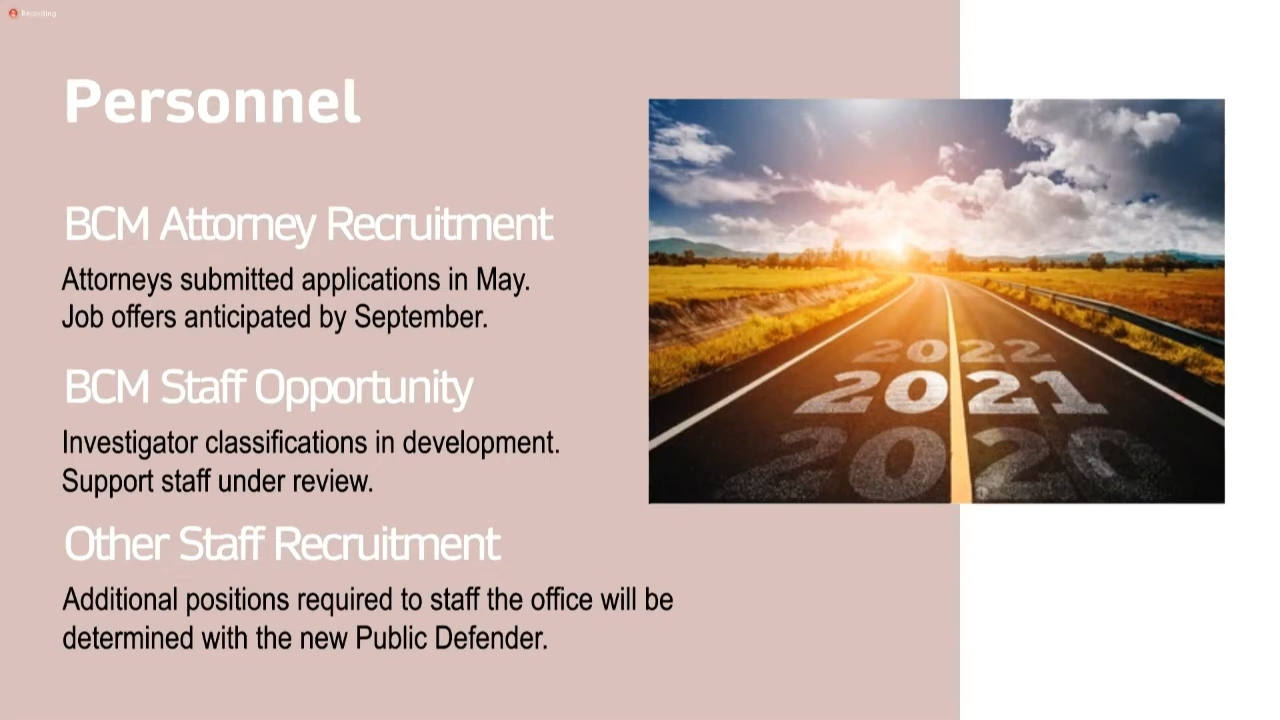 Recording
Personnel
BCM Attorney Recruitment
Attorneys submitted applications in May.
Job offers anticipated by September.
BCM Staff Opportunity
Investigator classifications in development.
Support staff under review.
Other Staff Recruitment
Additional positions required to staff the office will be
determined with the new Public Defender.
2022
2021
2020